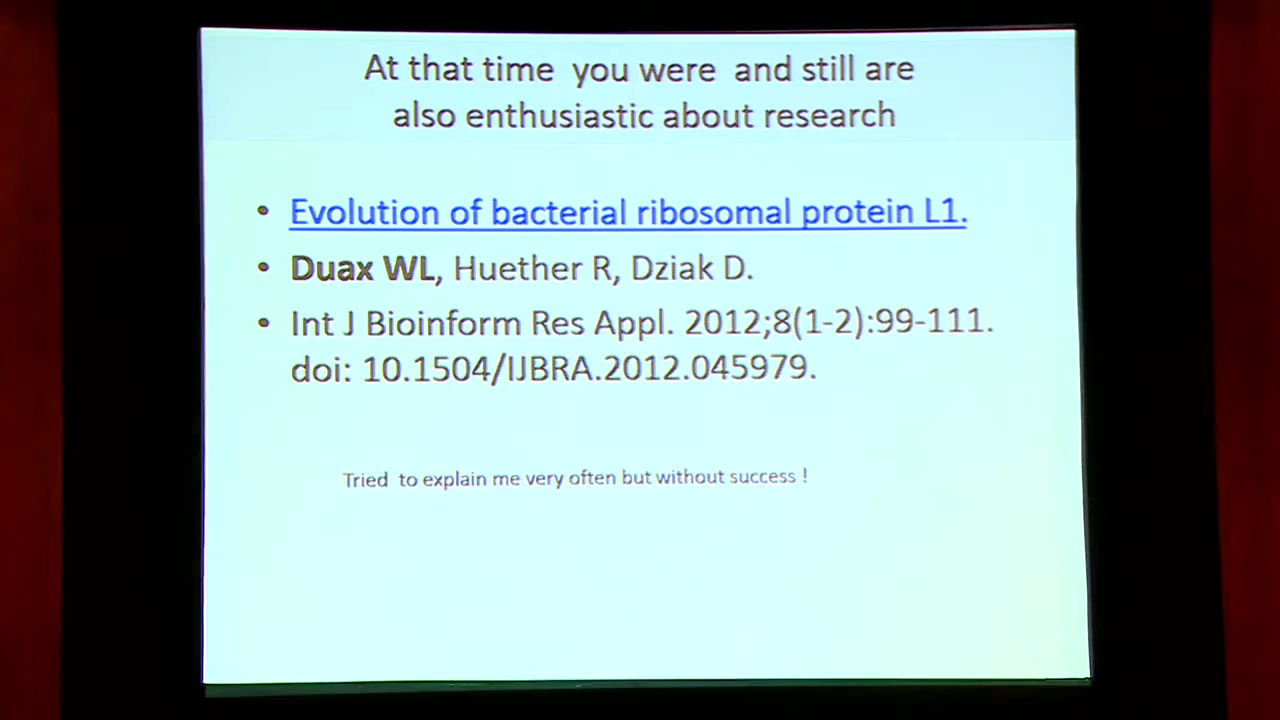 At that time you were and still are
also enthusiastic about research
• Evolution of bacterial ribosomal protein L1.
• Duax WL, Huether R, Dziak D.
• Int J Bioinform Res Appl. 2012;8(1-2):99-111.
doi: 10.1504/IJBRA.2012.045979.
Tried to explain me very often but without success !